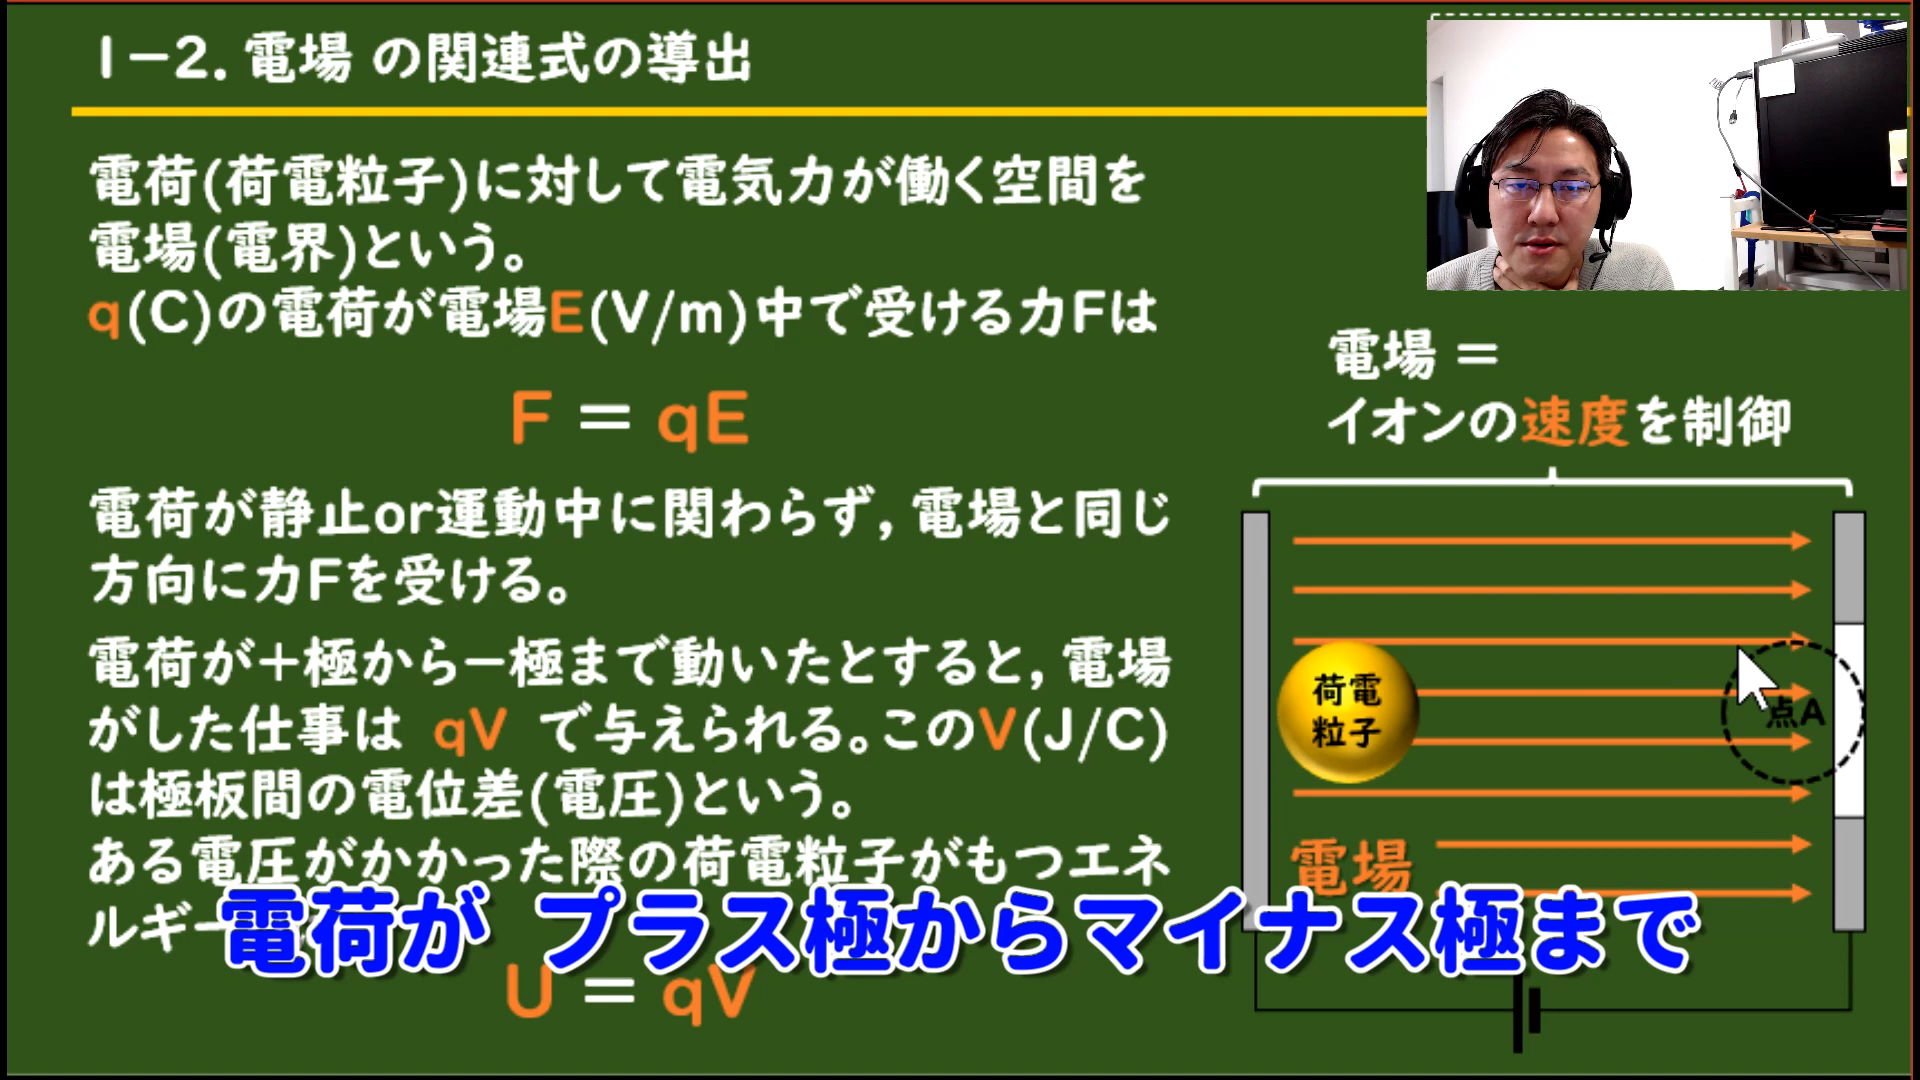 1－2. 電場 の関連式の導出
電荷(荷電粒子)に対して電気力が働く空間を
電場(電界)という。
q(C)の電荷が電場E(V/m)中で受ける力Fは
F = qE
電荷が静止or運動中に関わらず, 電場と同じ
方向に力Fを受ける。
電荷が＋極から－極まで動いたとすると, 電場
がした仕事は qV で与えられる。このV(J/C)
は極板間の電位差(電圧)という。
ある電圧がかかった際の荷電粒子がもつエネ
ルギー
U = qV
電場 =
イオンの速度を制御
荷電
粒子
点A
電場
電荷が プラス極からマイナス極まで